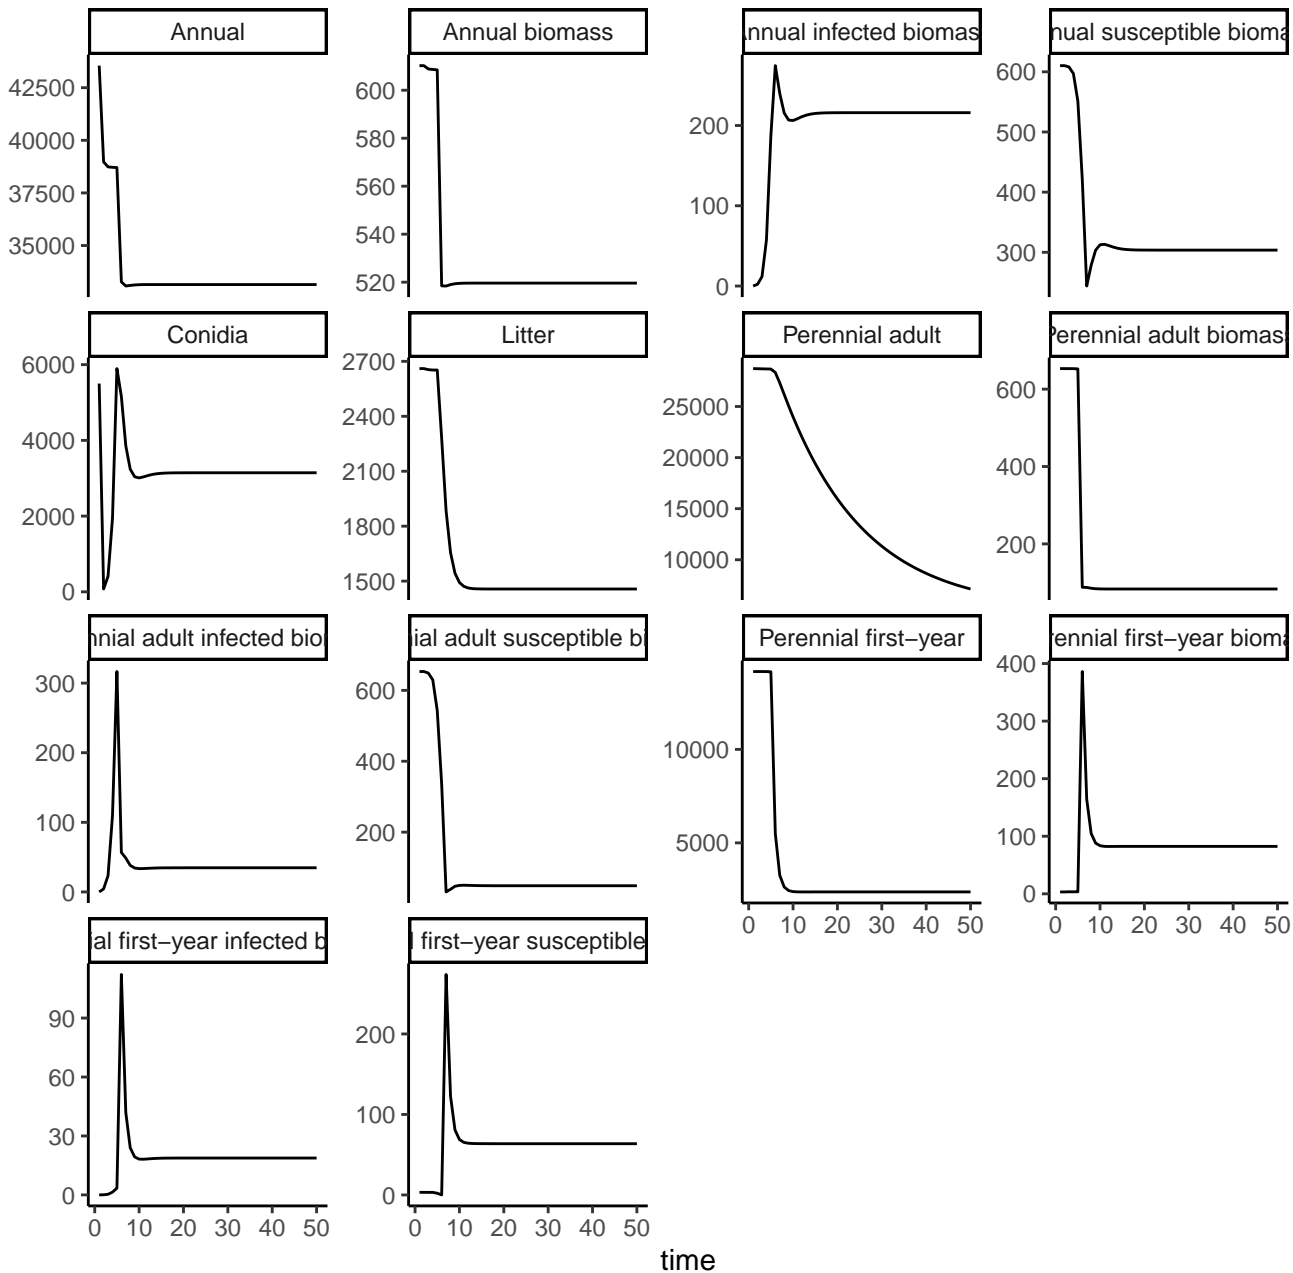 Annual
Annual biomass
Annual infected biomas
nual susceptible bioma
42500
40000
37500
35000
600
580
560
540
520
200
100
0
600
500
400
300
Conidia
Litter
Perennial adult
Perennial adult biomass
6000
4000
2000
0
2700
2400
2100
1800
1500
25000
20000
15000
10000
600
400
200
nnial adult infected bio
ial adult susceptible bi
Perennial first−year
rennial first−year bioma
300
200
100
0
600
400
200
10000
5000
400
300
200
100
0
0 10 20 30 40 50
0 10 20 30 40 50
ial first−year infected b
l first−year susceptible
90
60
30
0
200
100
0
0 10 20 30 40 50
0 10 20 30 40 50
time